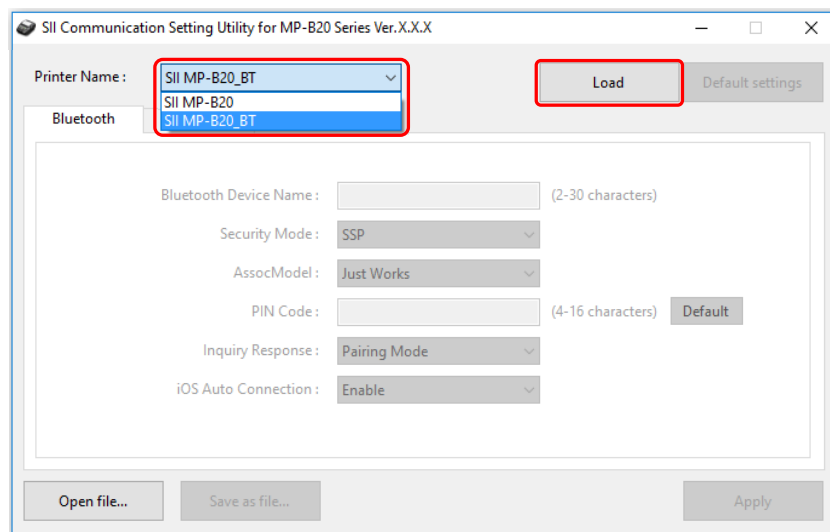 SII Communication Setting Utility for MP-B20 Series Ver.X.X.X
Printer Name : SII MP-B20_BT Load Default settings
SII MP-B20
SII MP-B20_BT
Bluetooth
Bluetooth Device Name : (2-30 characters)
Security Mode : SSP
AssocModel : Just Works
PIN Code : (4-16 characters) Default
Inquiry Response : Pairing Mode
iOS Auto Connection : Enable
Open file... Save as file... Apply